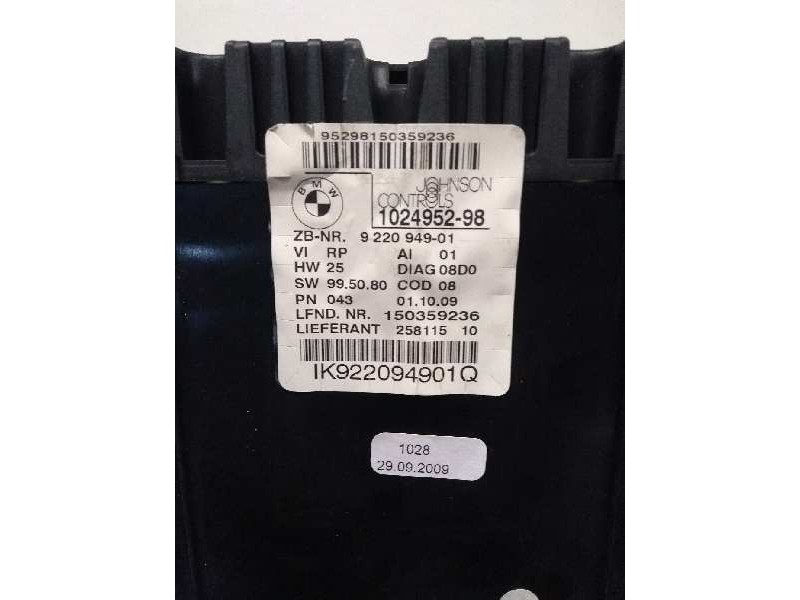 95298150359236
BMW
JOHNSON
CONTROLS
1024952-98
ZB-NR. 9 220 949-01
VI RP AI 01
HW 25 DIAG 08D0
SW 99.50.80 COD 08
PN 043 01.10.09
LFND. NR. 150359236
LIEFERANT 258115 10
IK922094901Q
1028
29.09.2009